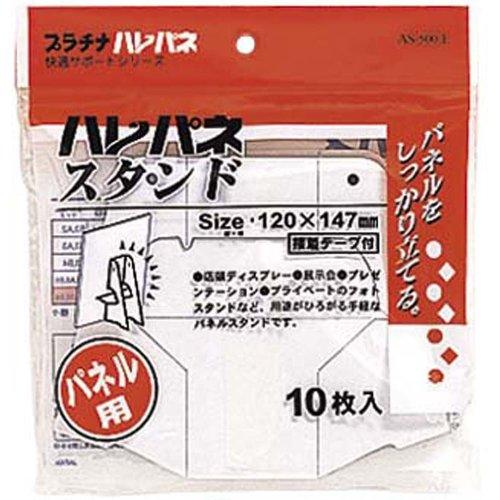 プラチナ ハレパネ
快適サポートシリーズ
ハレパネ
スタンド
Size・120×147mm
接着テープ付
●店頭ディスプレー●展示会●プレゼ
ンテーション●プライベートのフォト
スタンドなど、用途がひろがる手軽な
パネルスタンドです。
パネルを
しっかり立てる。
パネル
用
10枚入